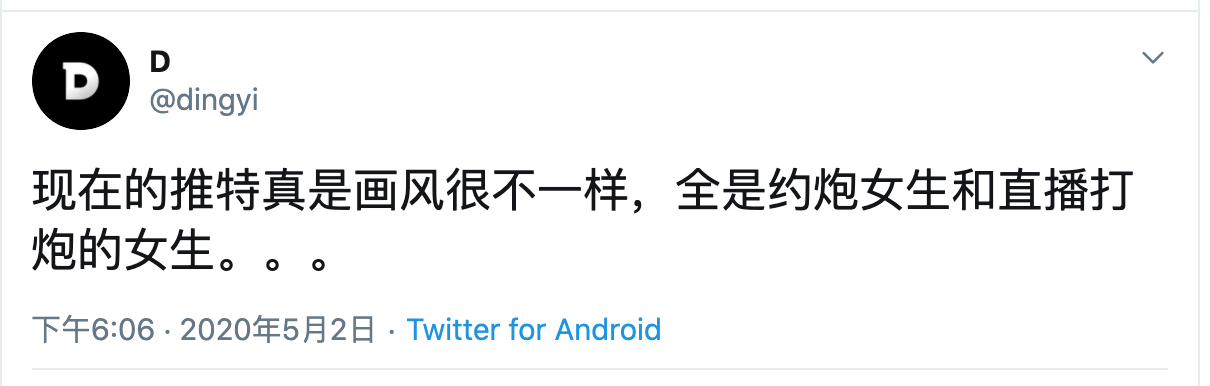 D
D
@dingyi
现在的推特真是画风很不一样，全是约炮女生和直播打
炮的女生。。。
下午6:06 · 2020年5月2日 · Twitter for Android